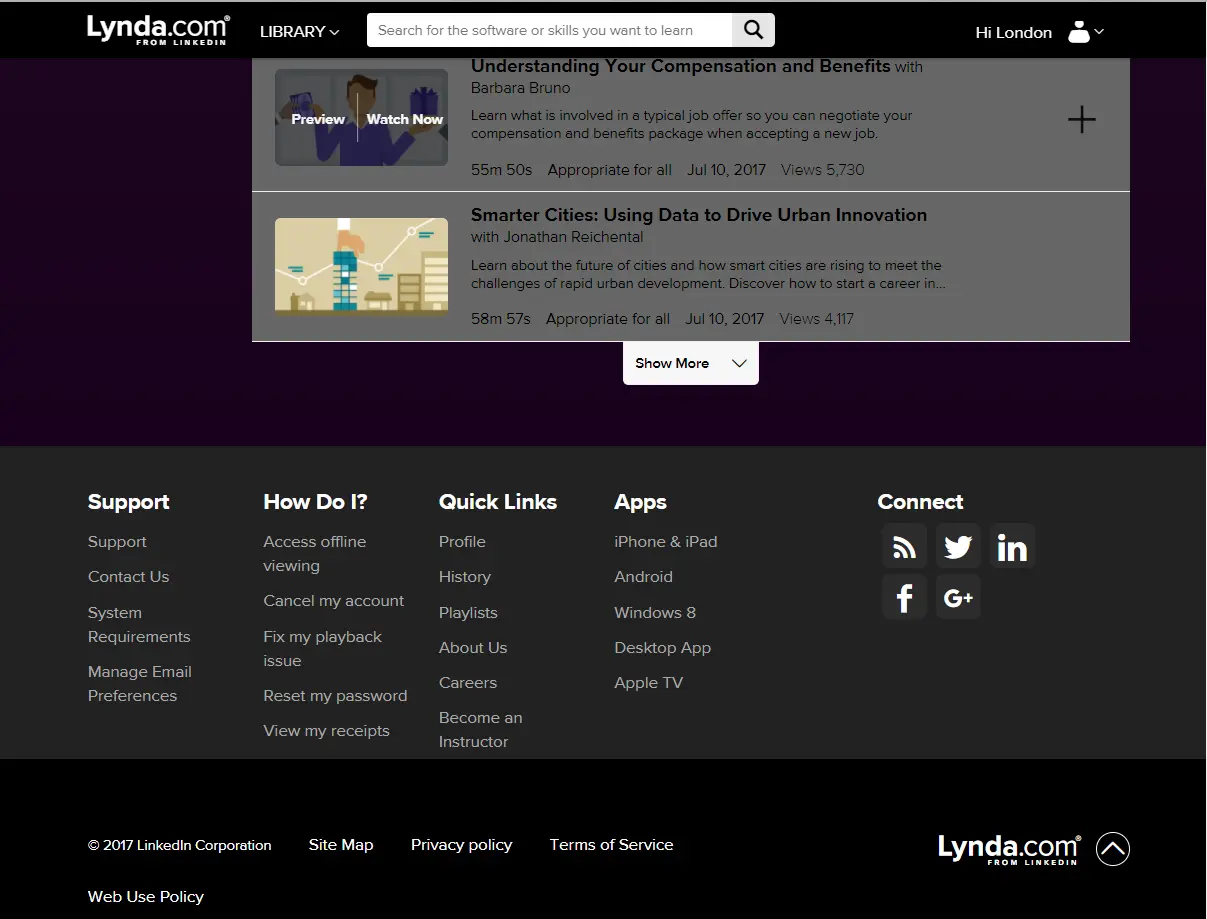 Lynda.com®
FROM LINKEDIN
LIBRARY
Search for the software or skills you want to learn
Hi London
Preview
Watch Now
Understanding Your Compensation and Benefits with
Barbara Bruno
Learn what is involved in a typical job offer so you can negotiate your
compensation and benefits package when accepting a new job.
55m 50s Appropriate for all Jul 10, 2017 Views 5,730
Smarter Cities: Using Data to Drive Urban Innovation
with Jonathan Reichental
Learn about the future of cities and how smart cities are rising to meet the
challenges of rapid urban development. Discover how to start a career in...
58m 57s Appropriate for all Jul 10, 2017 Views 4,117
Show More
Support
Support
Contact Us
System
Requirements
Manage Email
Preferences
How Do I?
Access offline
viewing
Cancel my account
Fix my playback
issue
Reset my password
View my receipts
Quick Links
Profile
History
Playlists
About Us
Careers
Become an
Instructor
Apps
iPhone & iPad
Android
Windows 8
Desktop App
Apple TV
Connect
in
f
G+
© 2017 LinkedIn Corporation
Site Map
Privacy policy
Terms of Service
Web Use Policy
Lynda.com®
FROM LINKEDIN